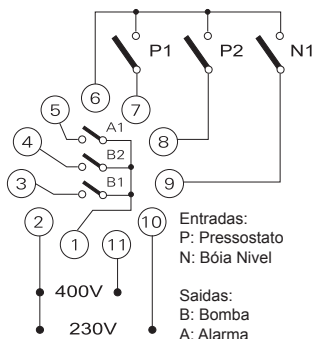 P1 P2 N1
6 7
5 A1
8
4 B2
3 B1
9
2 1 11 10
Entradas:
P: Pressostato
N: Bóia Nivel
400V
Saidas:
B: Bomba
230V
A: Alarma